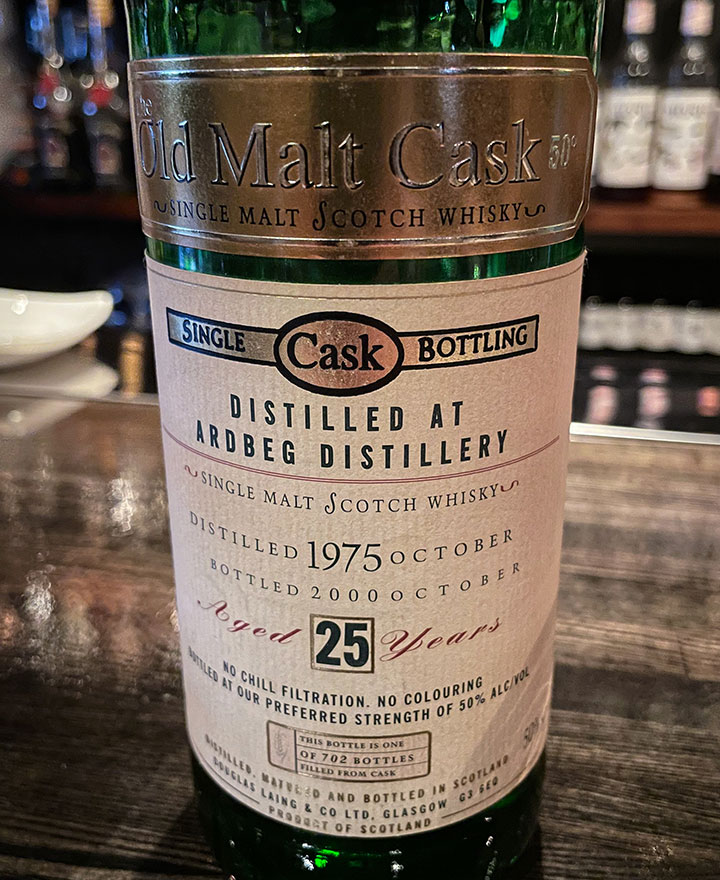 The
Old Malt Cask 50°
SINGLE MALT SCOTCH WHISKY
SINGLE Cask BOTTLING
DISTILLED AT
ARDBEG DISTILLERY
SINGLE MALT SCOTCH WHISKY
DISTILLED 1975 OCTOBER
BOTTLED 2000 OCTOBER
Aged 25 Years
NO CHILL FILTRATION. NO COLOURING
BOTTLED AT OUR PREFERRED STRENGTH OF 50% ALC/VOL
THIS BOTTLE IS ONE
OF 702 BOTTLES
FILLED FROM CASK
DISTILLED, MATURED AND BOTTLED IN SCOTLAND
DOUGLAS LAING & CO LTD, GLASGOW G3 6EQ
PRODUCT OF SCOTLAND